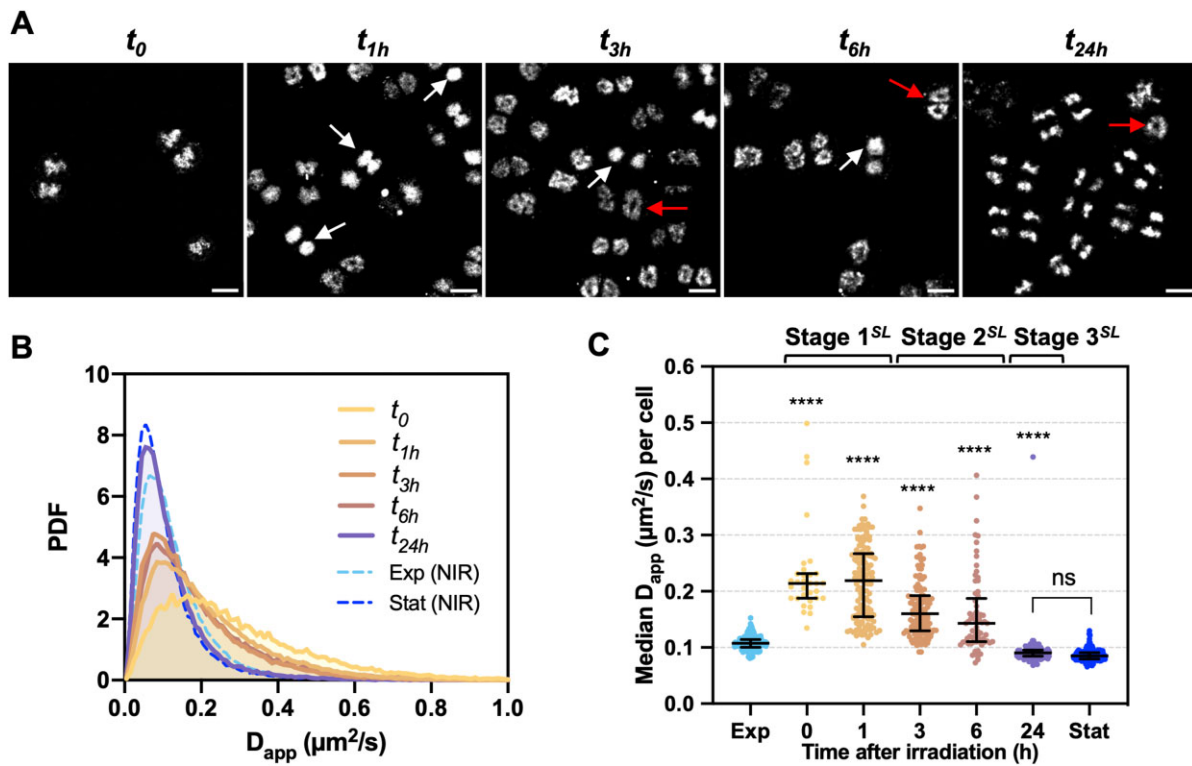 A
t0 t1h t3h t6h t24h
B
10
8
6
4
2
0
PDF
0.0 0.2 0.4 0.6 0.8 1.0
Dapp (μm²/s)
t0
t1h
t3h
t6h
t24h
Exp (NIR)
Stat (NIR)
C
Stage 1SL Stage 2SL Stage 3SL
0.6
0.5
0.4
0.3
0.2
0.1
0.0
Median Dapp (μm²/s) per cell
****
****
****
****
****
ns
Exp 0 1 3 6 24 Stat
Time after irradiation (h)